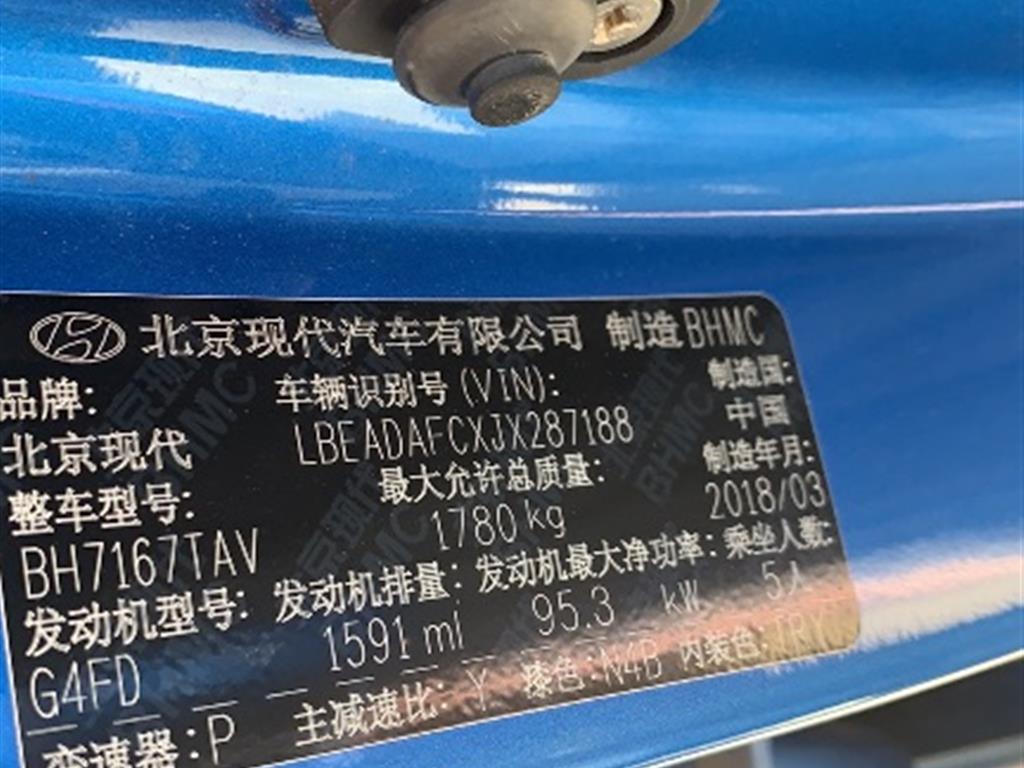 北京现代汽车有限公司 制造 BHMC
品牌: 车辆识别号 (VIN): 制造国:
北京现代 LBEADAFCXJX287188 中国
整车型号: 最大允许总质量: 制造年月:
BH7167TAV 1780 kg 2018/03
发动机型号: 发动机排量: 发动机最大净功率: 乘坐人数:
G4FD 1591 ml 95.3 kW 5人
变速器: P 主减速比: Y 漆色: N4B 内装色: TRY